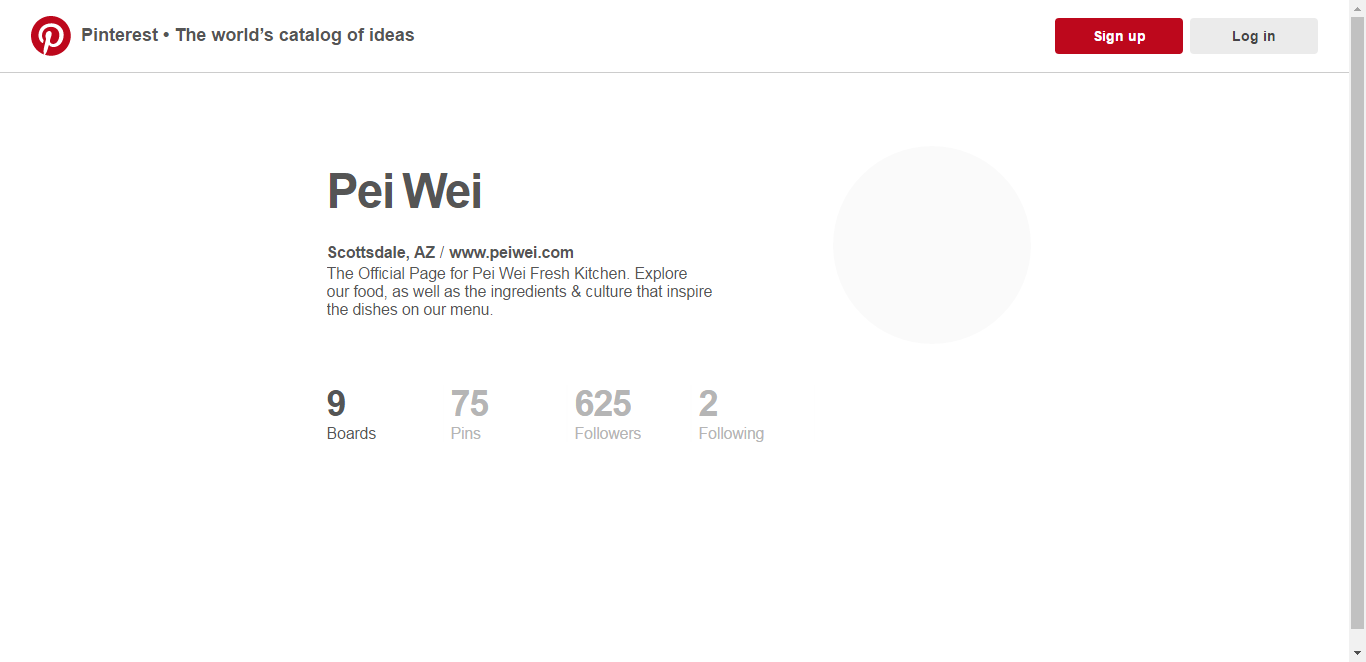 Pinterest • The world’s catalog of ideas
Sign up
Log in
Pei Wei
Scottsdale, AZ / www.peiwei.com
The Official Page for Pei Wei Fresh Kitchen. Explore
our food, as well as the ingredients & culture that inspire
the dishes on our menu.
9 75 625 2
Boards Pins Followers Following